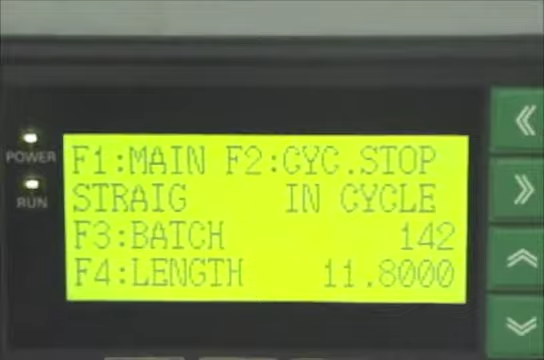 POWER
RUN
F1:MAIN F2:CYC.STOP
STRAIG IN CYCLE
F3:BATCH 142
F4:LENGTH 11.8000